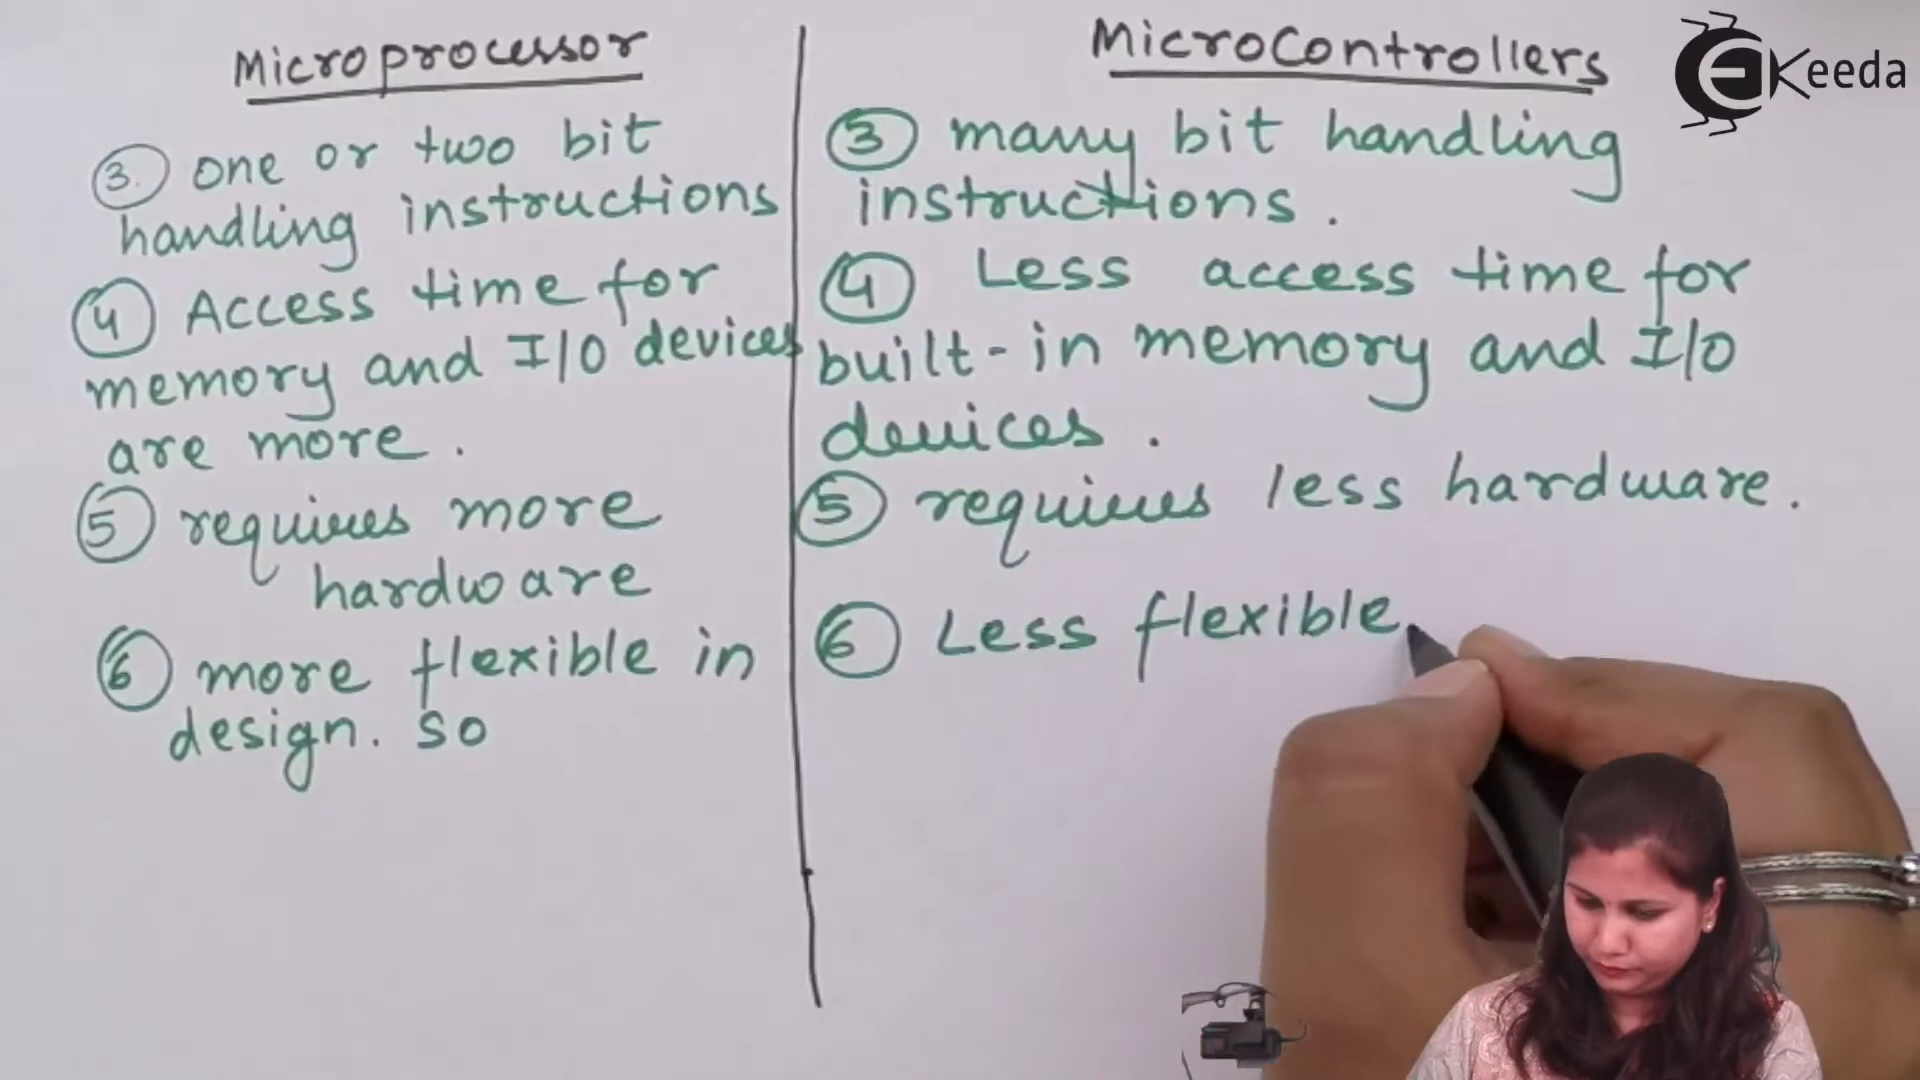 Microprocessor
3. one or two bit
handling instructions
4 Access time for
memory and I/O devices
are more.
5 requires more
hardware
6 more flexible in
design. so
MicroControllers
3 many bit handling
instructions.
4 Less access time for
built-in memory and I/O
devices.
5 requires less hardware.
6 Less flexible
EKeeda